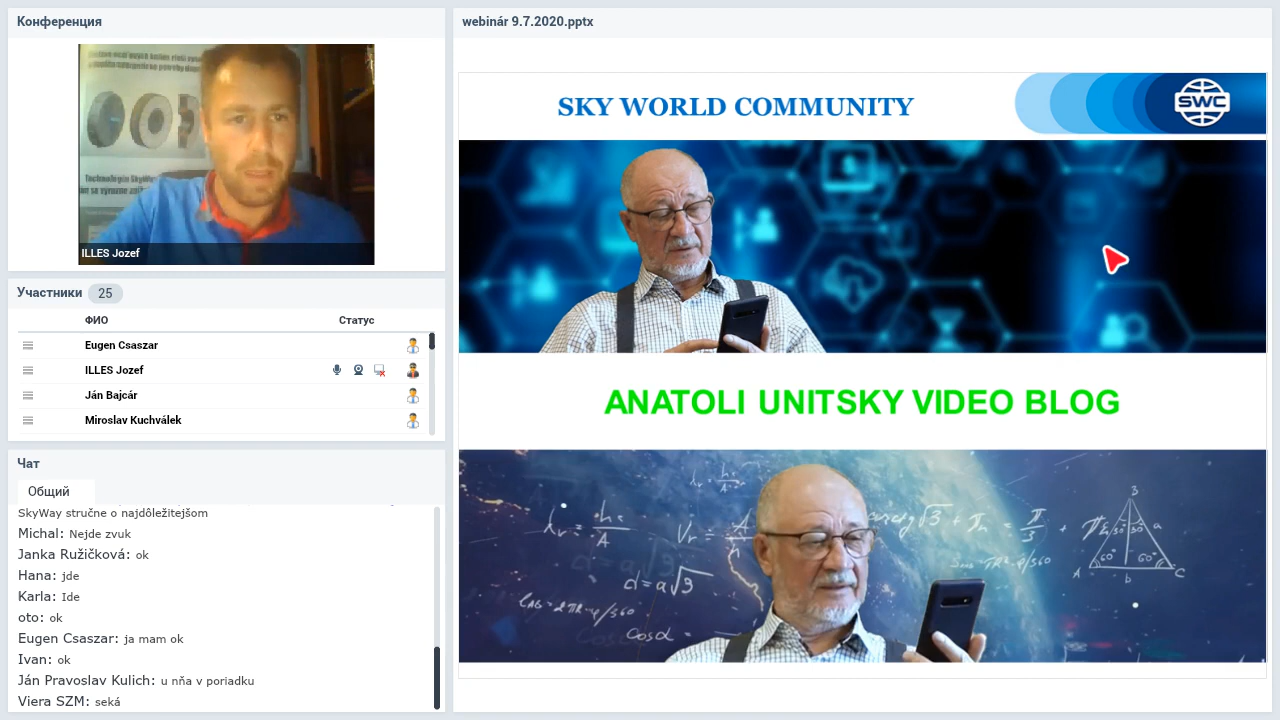 Конференция
ILLES Jozef
Участники 25
ФИО Статус
Eugen Csaszar
ILLES Jozef
Ján Bajcár
Miroslav Kuchválek
Чат
Общий
SkyWay stručne o najdôležitejšom
Michal: Nejde zvuk
Janka Ružičková: ok
Hana: jde
Karla: Ide
oto: ok
Eugen Csaszar: ja mam ok
Ivan: ok
Ján Pravoslav Kulich: u nňa v poriadku
Viera SZM: seká
webinár 9.7.2020.pptx
SKY WORLD COMMUNITY
SWC
ANATOLI UNITSKY VIDEO BLOG